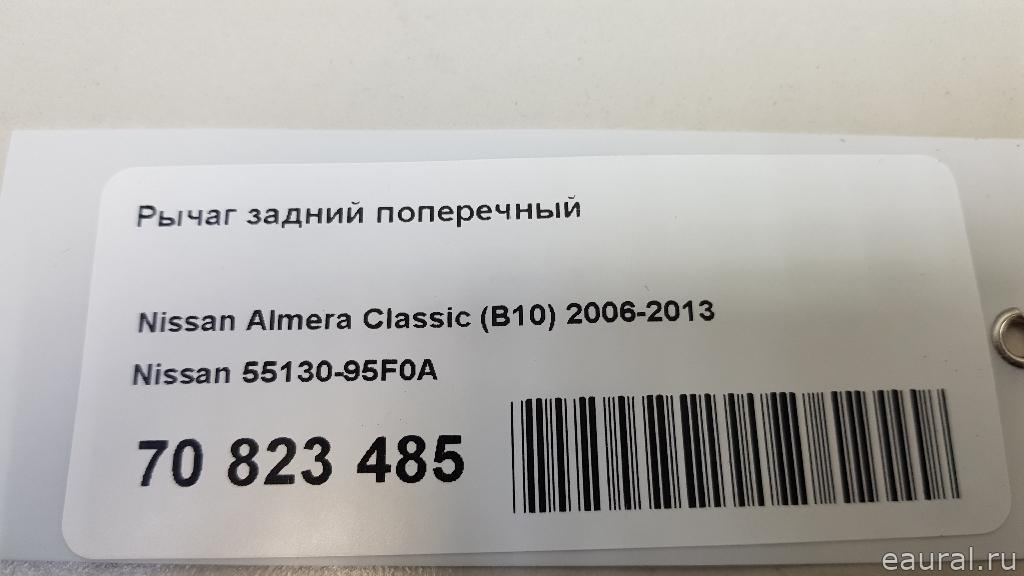 Рычаг задний поперечный
Nissan Almera Classic (B10) 2006-2013
Nissan 55130-95F0A
70 823 485
eaural.ru